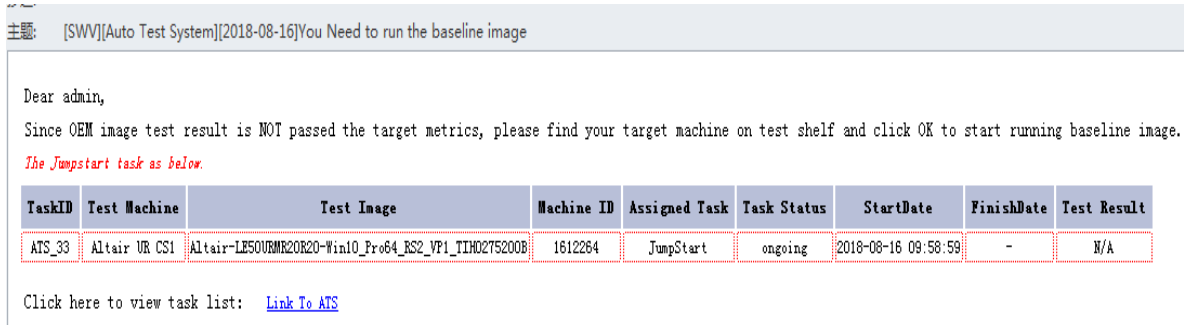 主题: [SWV][Auto Test System][2018-08-16]You Need to run the baseline image
Dear admin,
Since OEM image test result is NOT passed the target metrics, please find your target machine on test shelf and click OK to start running baseline image.
The Jumpstart task as below.
TaskID Test Machine Test Image Machine ID Assigned Task Task Status StartDate FinishDate Test Result
ATS_33 Altair UR CS1 Altair-LE50URMR20R20-Win10_Pro64_RS2_VP1_TIH0275200B 1612264 JumpStart ongoing 2018-08-16 09:58:59 - N/A
Click here to view task list: Link To ATS